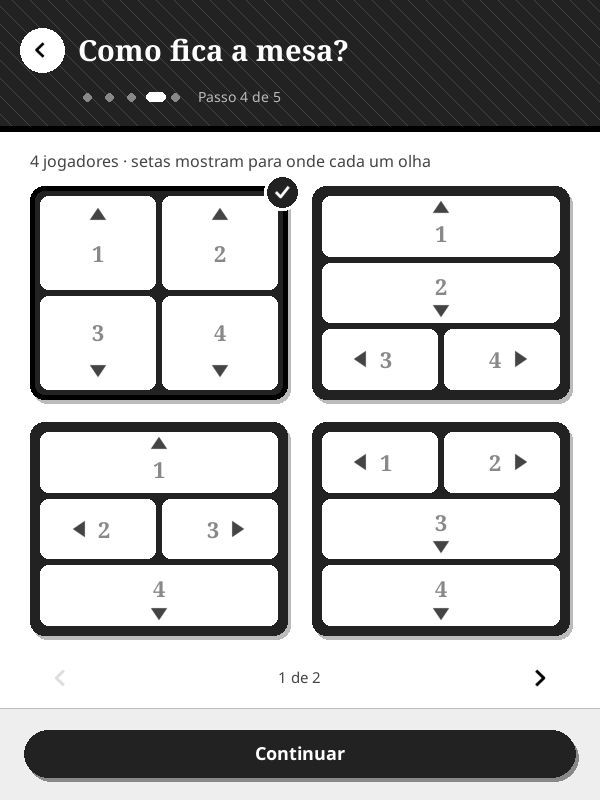 Como fica a mesa?
Passo 4 de 5
4 jogadores · setas mostram para onde cada um olha
1 2
3 4
1
2
3 4
1
2 3
4
1 2
3
4
1 de 2
Continuar